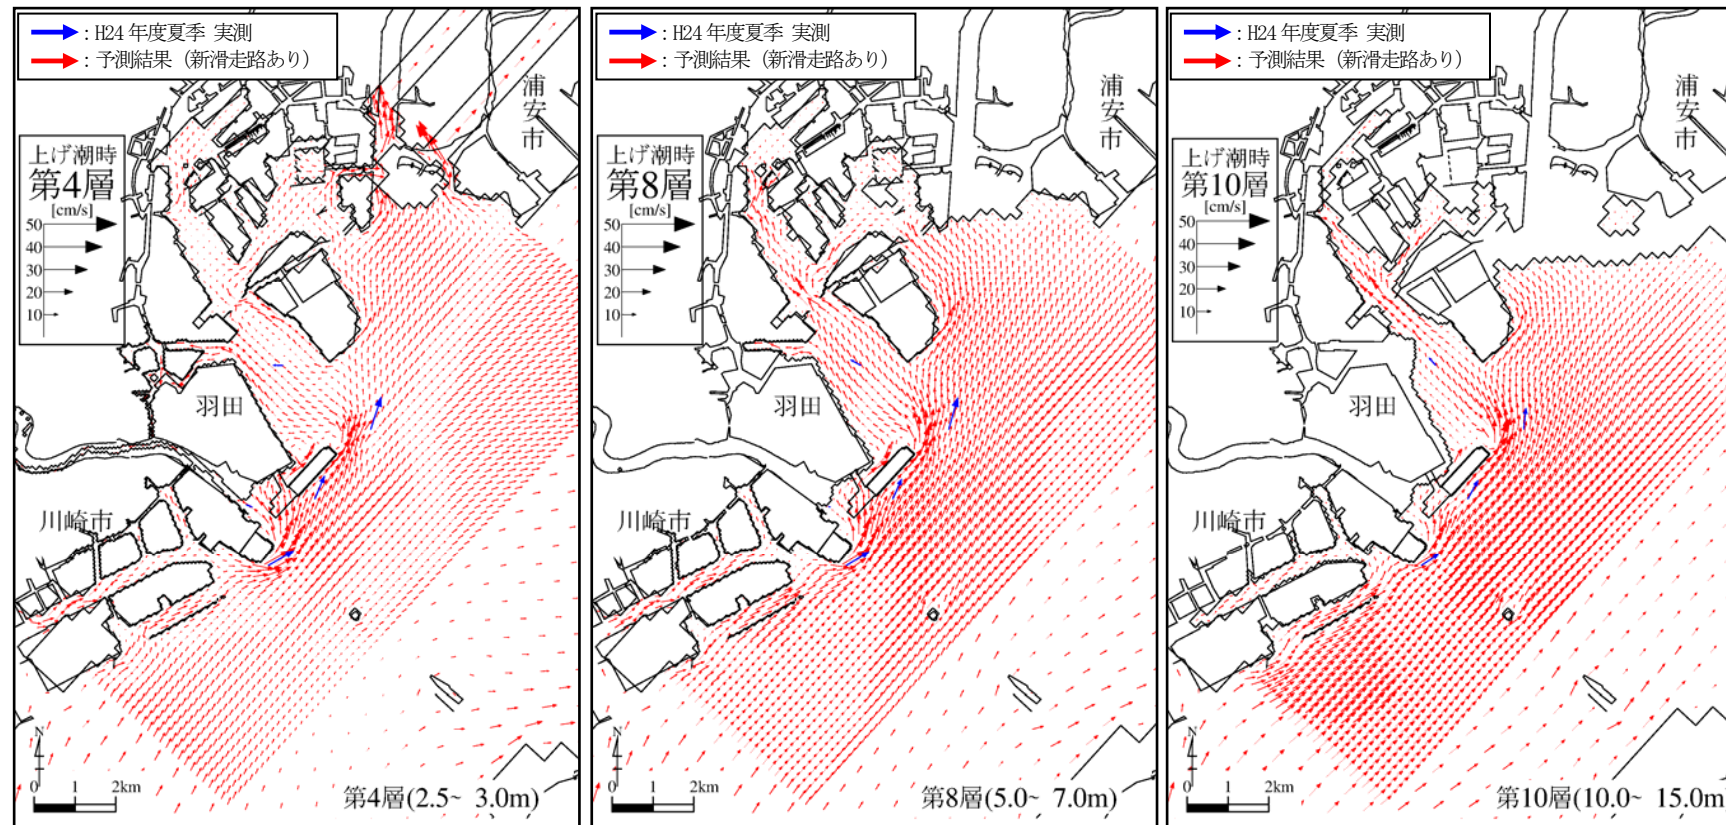 : H24 年度夏季 実測
: 予測結果（新滑走路あり）
浦安市
上げ潮時
第4層
[cm/s]
50
40
30
20
10
羽田
川崎市
N
0 1 2km
第4層(2.5~ 3.0m)
: H24 年度夏季 実測
: 予測結果（新滑走路あり）
浦安市
上げ潮時
第8層
[cm/s]
50
40
30
20
10
羽田
川崎市
N
0 1 2km
第8層(5.0~ 7.0m)
: H24 年度夏季 実測
: 予測結果（新滑走路あり）
浦安市
上げ潮時
第10層
[cm/s]
50
40
30
20
10
羽田
川崎市
N
0 1 2km
第10層(10.0~ 15.0m